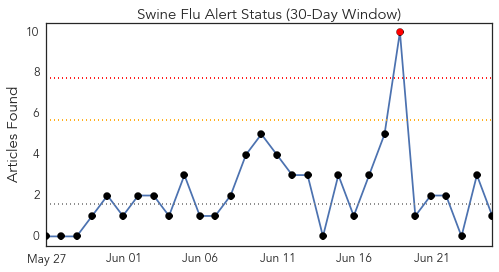 Swine Flu Alert Status (30-Day Window)
Articles Found
10
8
6
4
2
0
May 27
Jun 01
Jun 06
Jun 11
Jun 16
Jun 21